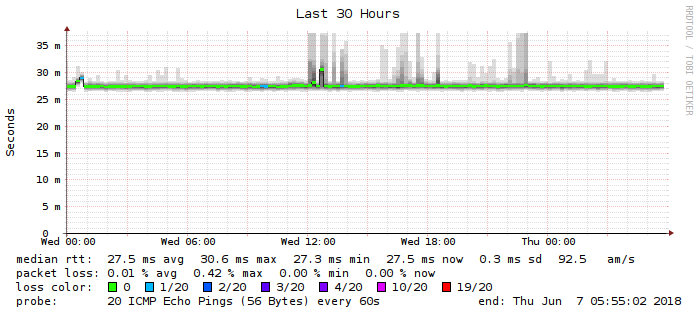 Last 30 Hours
RRDTOOL / TOBI OETIKER
Seconds
35 m
30 m
25 m
20 m
15 m
10 m
5 m
0
Wed 00:00 Wed 06:00 Wed 12:00 Wed 18:00 Thu 00:00
median rtt: 27.5 ms avg 30.6 ms max 27.3 ms min 27.5 ms now 0.3 ms sd 92.5 am/s
packet loss: 0.01 % avg 0.42 % max 0.00 % min 0.00 % now
loss color: 0 1/20 2/20 3/20 4/20 10/20 19/20
probe: 20 ICMP Echo Pings (56 Bytes) every 60s end: Thu Jun 7 05:55:02 2018